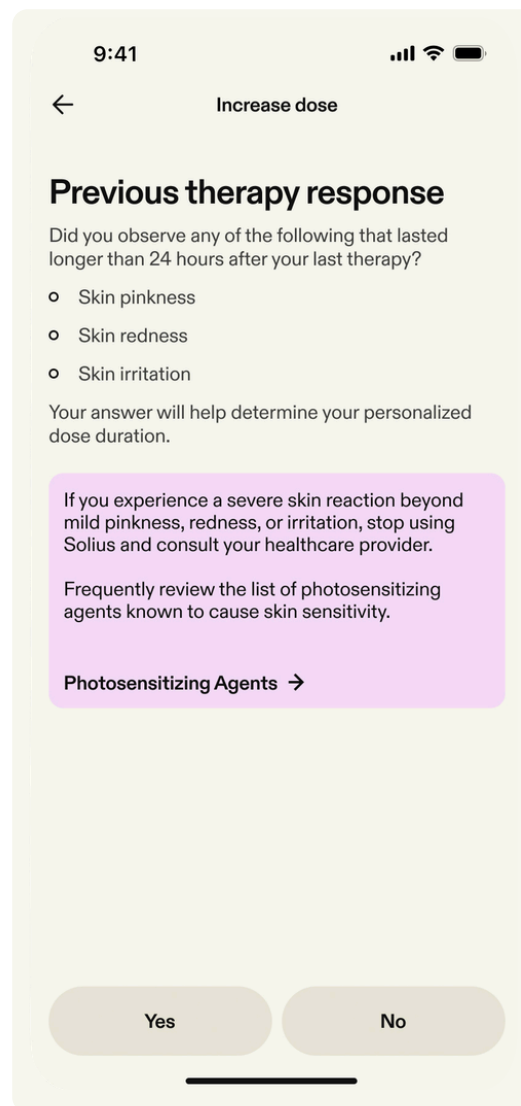 9:41
Increase dose
Previous therapy response
Did you observe any of the following that lasted
longer than 24 hours after your last therapy?
Skin pinkness
Skin redness
Skin irritation
Your answer will help determine your personalized
dose duration.
If you experience a severe skin reaction beyond
mild pinkness, redness, or irritation, stop using
Solius and consult your healthcare provider.
Frequently review the list of photosensitizing
agents known to cause skin sensitivity.
Photosensitizing Agents →
Yes
No